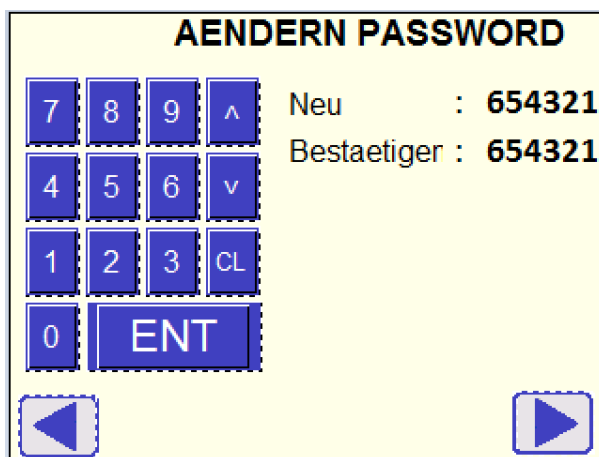 AENDERN PASSWORD
7 8 9 ^
4 5 6 v
1 2 3 CL
0 ENT
Neu : 654321
Bestaetiger : 654321